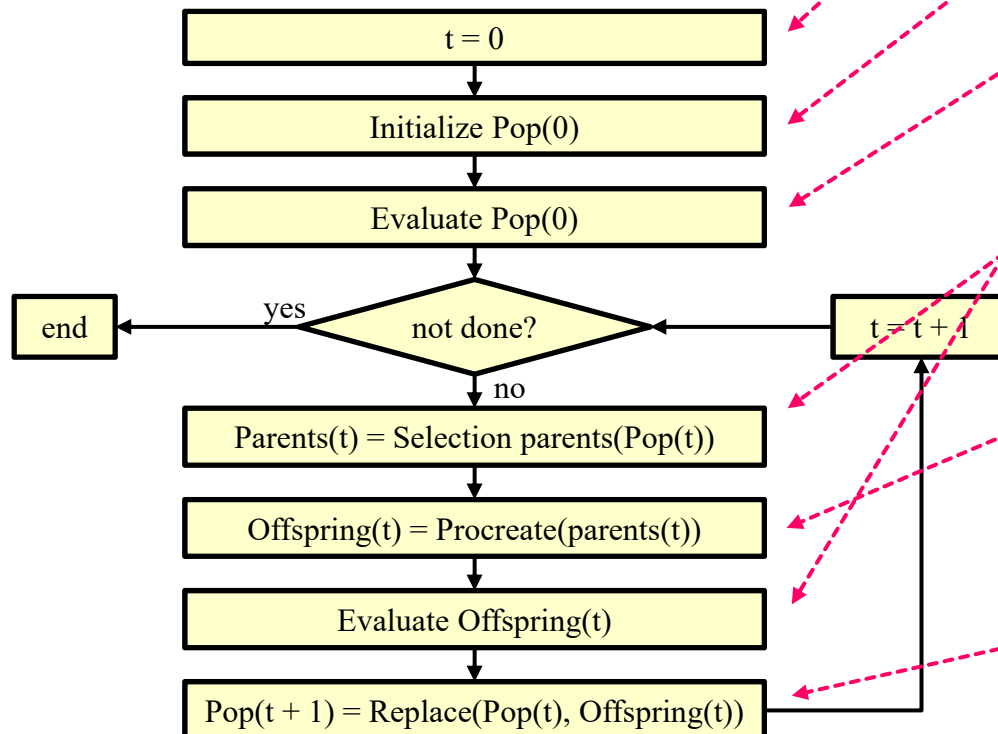 t = 0
Initialize Pop(0)
Evaluate Pop(0)
yes
end
not done?
t = t + 1
no
Parents(t) = Selection parents(Pop(t))
Offspring(t) = Procreate(parents(t))
Evaluate Offspring(t)
Pop(t + 1) = Replace(Pop(t), Offspring(t))